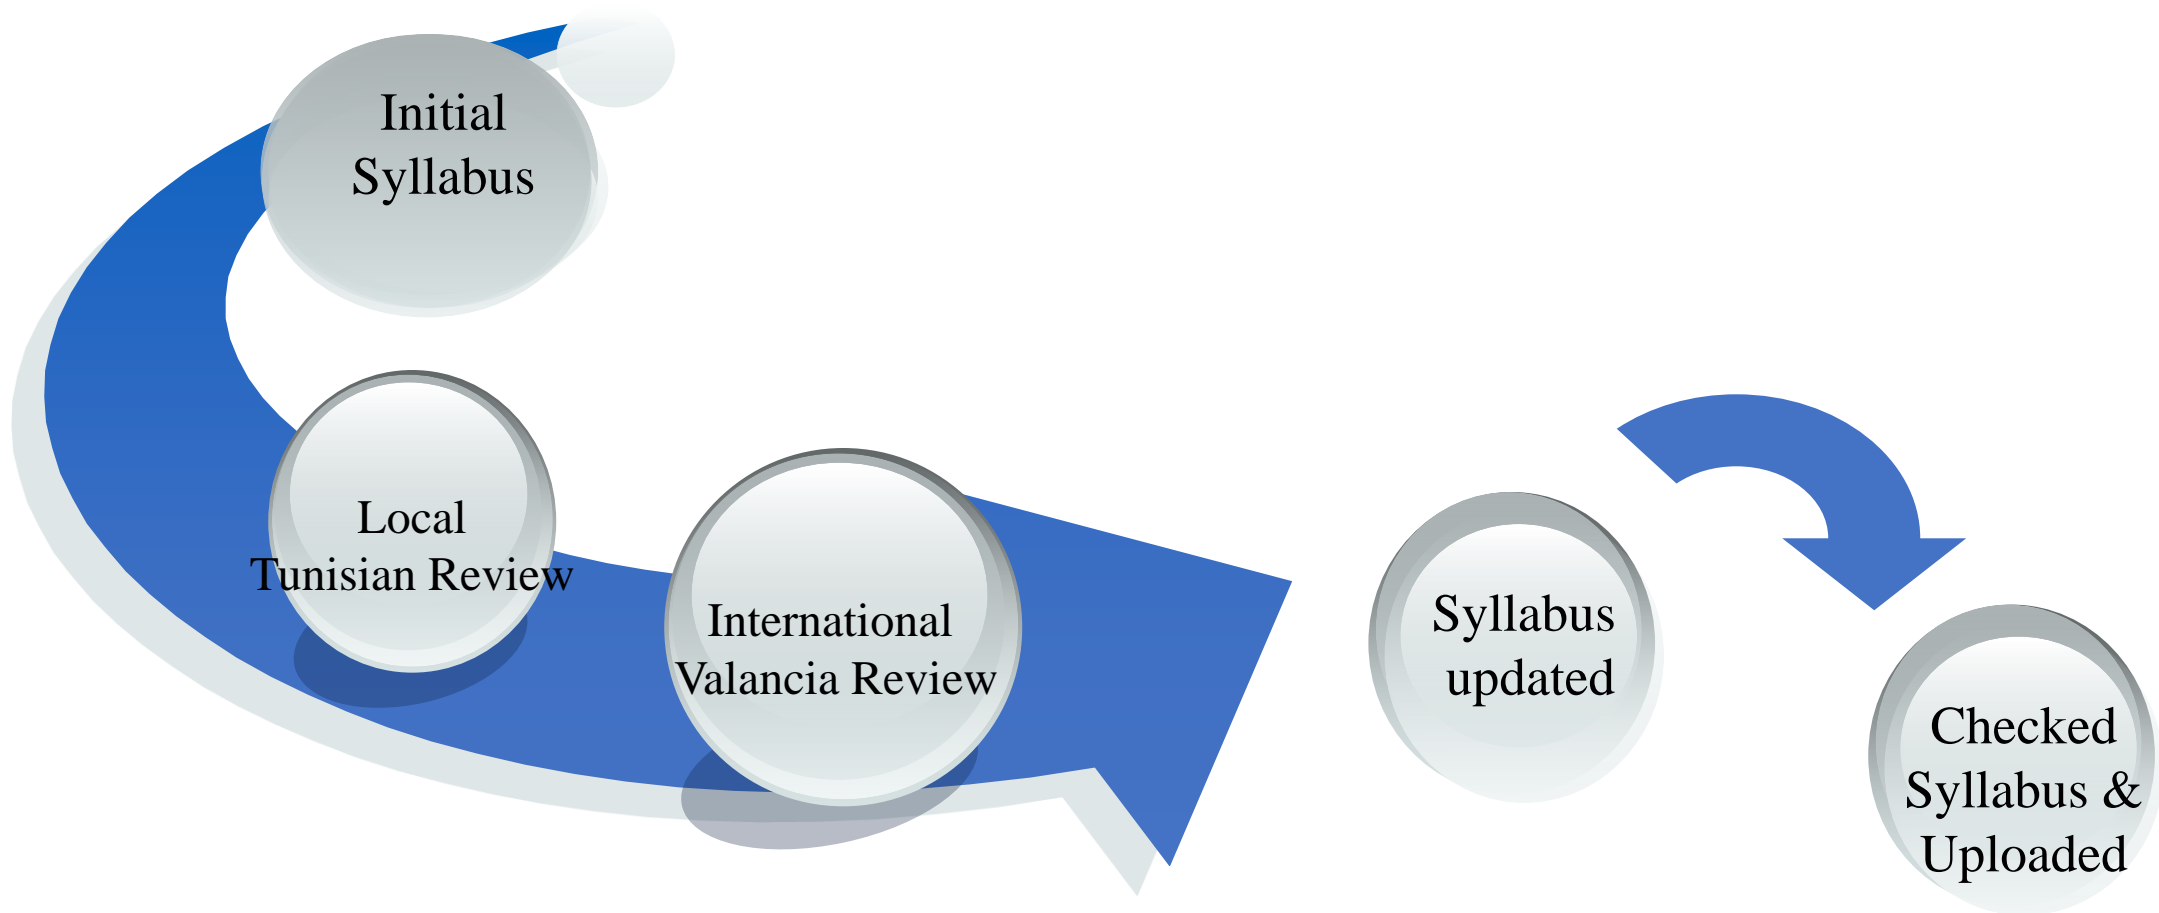 Initial
Syllabus
Local
Tunisian Review
International
Valancia Review
Syllabus
updated
Checked
Syllabus &
Uploaded